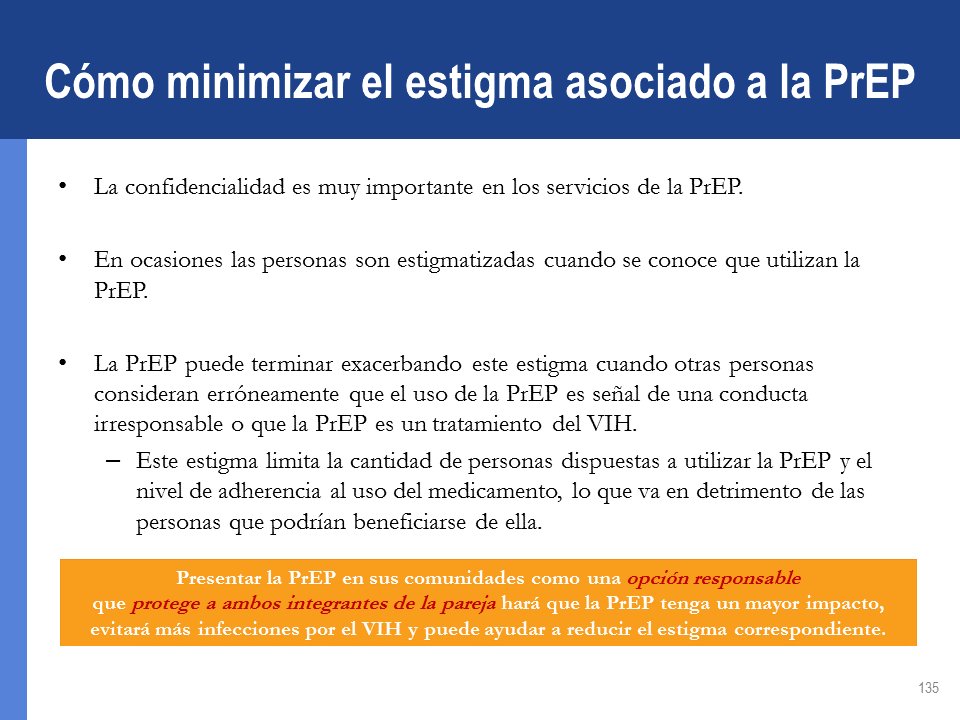 Cómo minimizar el estigma asociado a la PrEP
• La confidencialidad es muy importante en los servicios de la PrEP.
• En ocasiones las personas son estigmatizadas cuando se conoce que utilizan la
PrEP.
• La PrEP puede terminar exacerbando este estigma cuando otras personas
consideran erróneamente que el uso de la PrEP es señal de una conducta
irresponsable o que la PrEP es un tratamiento del VIH.
– Este estigma limita la cantidad de personas dispuestas a utilizar la PrEP y el
nivel de adherencia al uso del medicamento, lo que va en detrimento de las
personas que podrían beneficiarse de ella.
Presentar la PrEP en sus comunidades como una opción responsable
que protege a ambos integrantes de la pareja hará que la PrEP tenga un mayor impacto,
evitará más infecciones por el VIH y puede ayudar a reducir el estigma correspondiente.
135